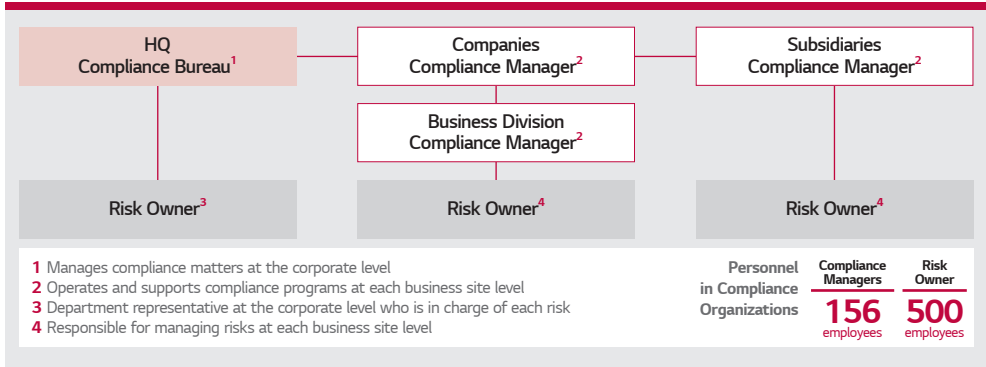 HQ
Compliance Bureau1
Companies
Compliance Manager2
Subsidiaries
Compliance Manager2
Business Division
Compliance Manager2
Risk Owner3
Risk Owner4
Risk Owner4
1 Manages compliance matters at the corporate level
2 Operates and supports compliance programs at each business site level
3 Department representative at the corporate level who is in charge of each risk
4 Responsible for managing risks at each business site level
Personnel
in Compliance
Organizations
Compliance
Managers
156
employees
Risk
Owner
500
employees